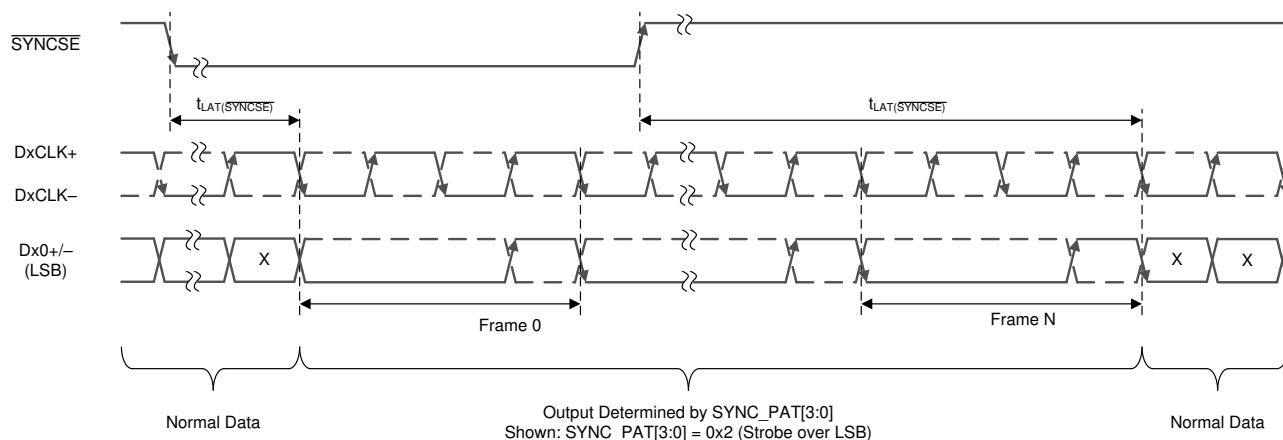 SYNCSE
tLAT(SYNCSE)
tLAT(SYNCSE)
DxCLK+
DxCLK–
Dx0+/–
(LSB)
X
X
X
Frame 0
Frame N
Normal Data
Output Determined by SYNC_PAT[3:0]
Shown: SYNC_PAT[3:0] = 0x2 (Strobe over LSB)
Normal Data